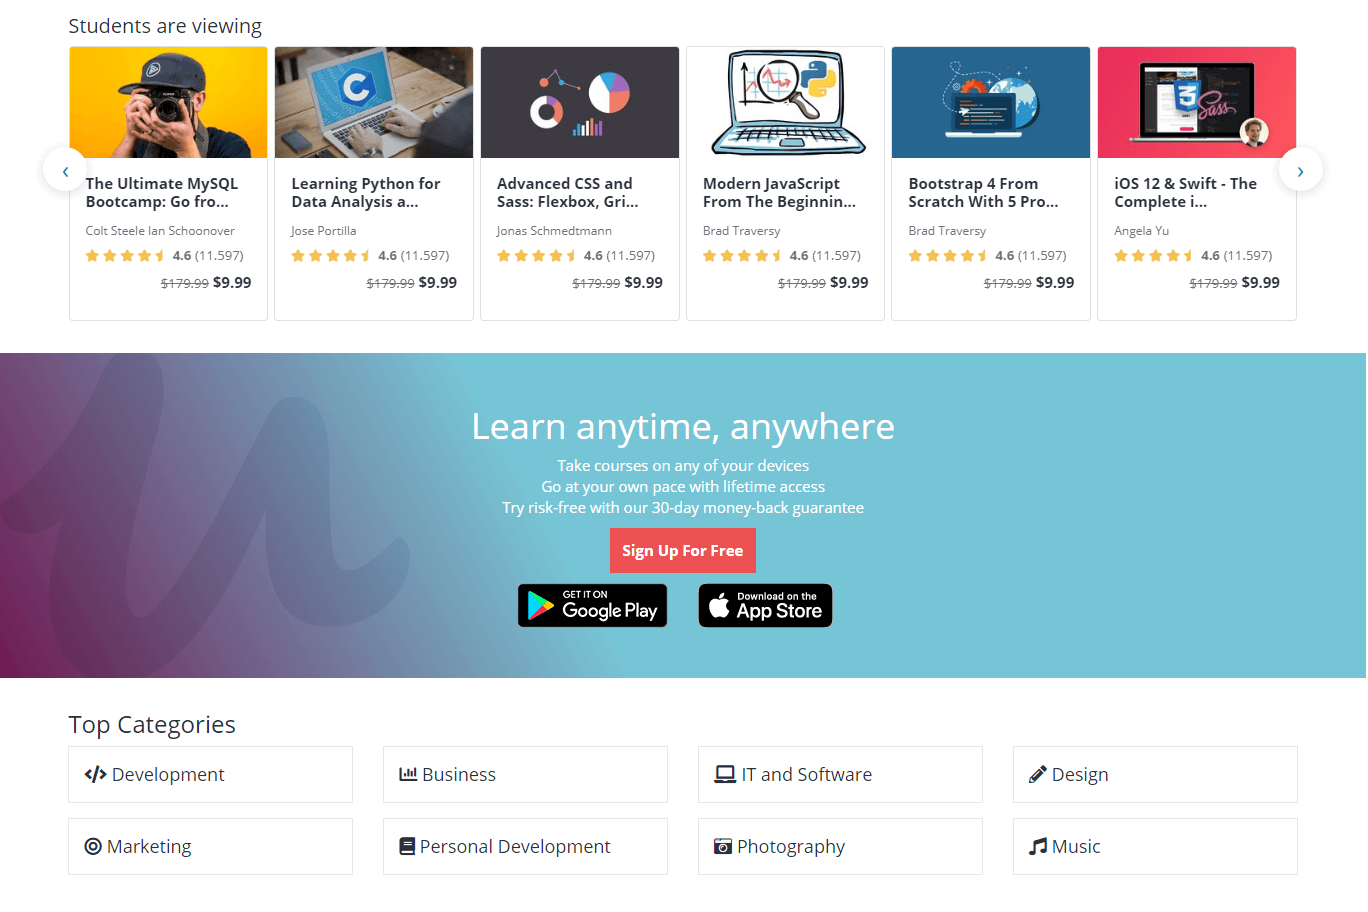 Students are viewing
The Ultimate MySQL
Bootcamp: Go fro...
Colt Steele Ian Schoonover
4.6 (11.597)
$179.99 $9.99
Learning Python for
Data Analysis a...
Jose Portilla
4.6 (11.597)
$179.99 $9.99
Advanced CSS and
Sass: Flexbox, Gri...
Jonas Schmedtmann
4.6 (11.597)
$179.99 $9.99
Modern JavaScript
From The Beginnin...
Brad Traversy
4.6 (11.597)
$179.99 $9.99
Bootstrap 4 From
Scratch With 5 Pro...
Brad Traversy
4.6 (11.597)
$179.99 $9.99
3
Sass
iOS 12 & Swift - The
Complete i...
Angela Yu
4.6 (11.597)
$179.99 $9.99
Learn anytime, anywhere
Take courses on any of your devices
Go at your own pace with lifetime access
Try risk-free with our 30-day money-back guarantee
Sign Up For Free
GET IT ON
Google Play
Download on the
App Store
Top Categories
Development
Business
IT and Software
Design
Marketing
Personal Development
Photography
Music